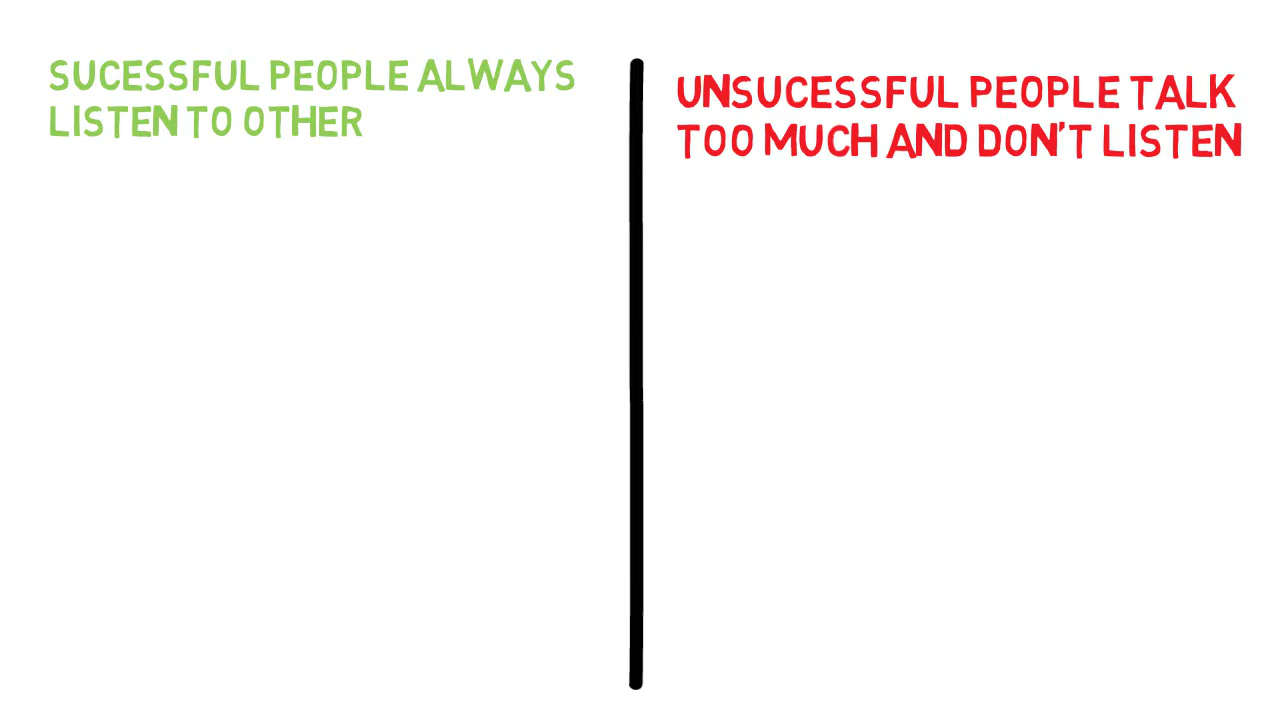 SUCESSFUL PEOPLE ALWAYS
LISTEN TO OTHER
UNSUCESSFUL PEOPLE TALK
TOO MUCH AND DON'T LISTEN